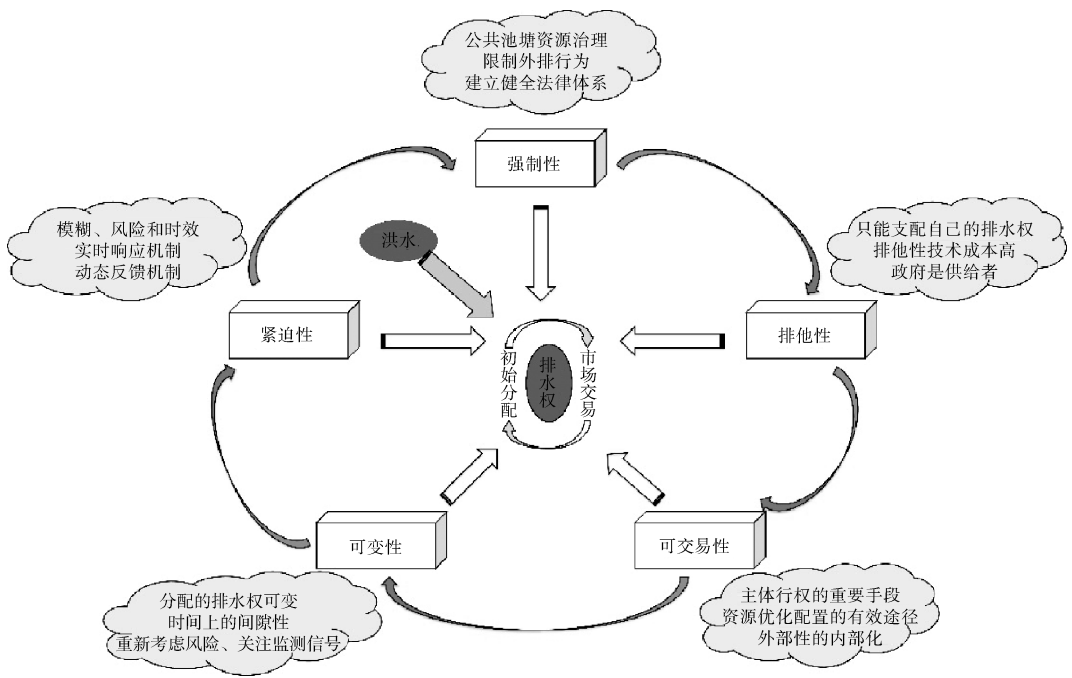 公共池塘资源治理
限制外排行为
建立健全法律体系
强制性
模糊、风险和时效
实时响应机制
动态反馈机制
洪水
只能支配自己的排水权
排他性技术成本高
政府是供给者
紧迫性
排他性
初始分配
排水权
市场交易
可变性
可交易性
分配的排水权可变
时间上的间隙性
重新考虑风险、关注监测信号
主体行权的重要手段
资源优化配置的有效途径
外部性的内部化